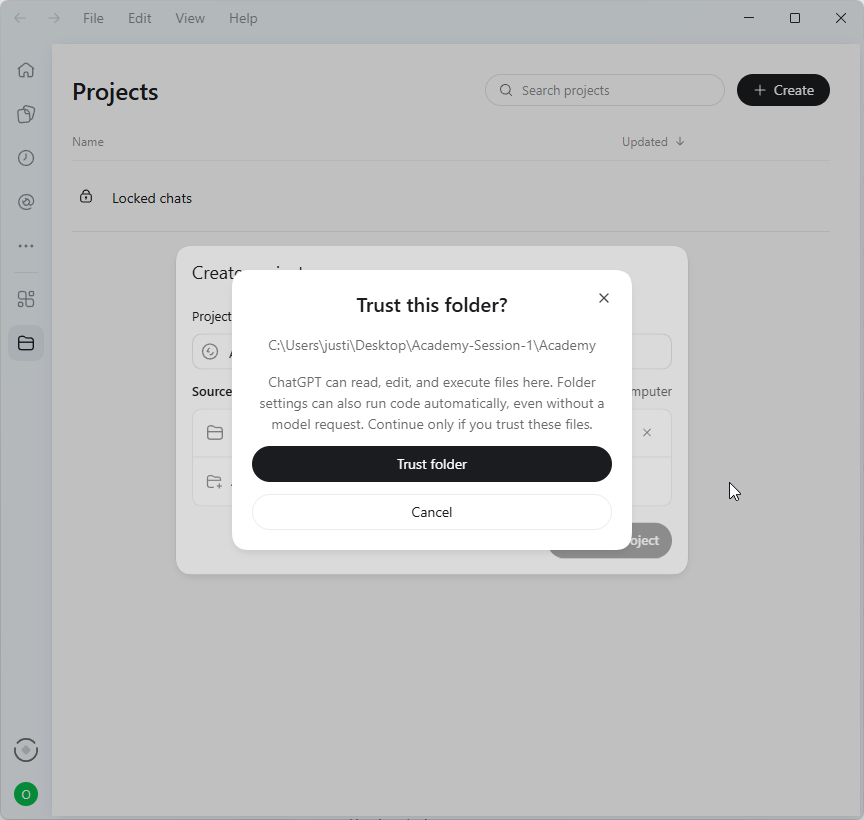 File Edit View Help
Projects
Search projects
Create
Name
Updated
Locked chats
Trust this folder?
Project
C:\Users\justi\Desktop\Academy-Session-1\Academy
Source
ChatGPT can read, edit, and execute files here. Folder
settings can also run code automatically, even without a
model request. Continue only if you trust these files.
Trust folder
Cancel
O